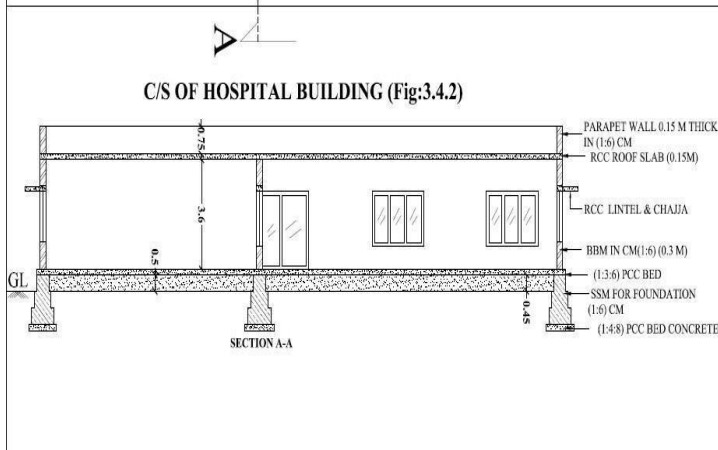 A
C/S OF HOSPITAL BUILDING (Fig:3.4.2)
0.75
PARAPET WALL 0.15 M THICK
IN (1:6) CM
RCC ROOF SLAB (0.15M)
3.6
RCC LINTEL & CHAJJA
BBM IN CM(1:6) (0.3 M)
0.5
GL
(1:3:6) PCC BED
0.45
SSM FOR FOUNDATION
(1:6) CM
(1:4:8) PCC BED CONCRETE
SECTION A-A